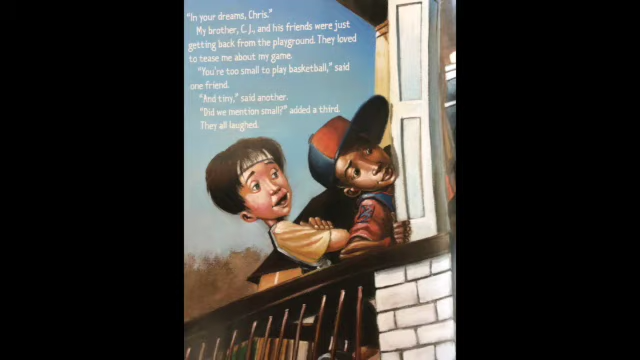 "In your dreams, Chris."
My brother, C. J., and his friends were just
getting back from the playground. They loved
to tease me about my game.
"You're too small to play basketball," said
one friend.
"And tiny," said another.
"Did we mention small?" added a third.
They all laughed.